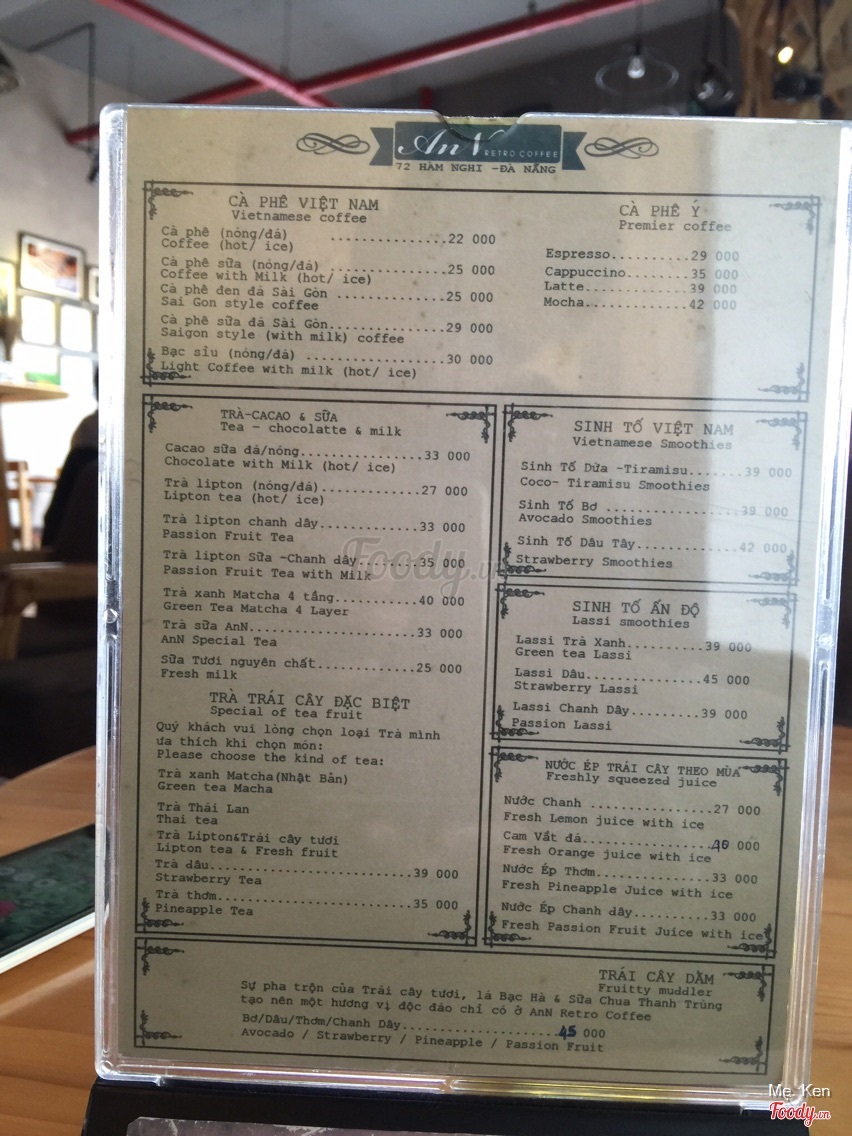 AnN RETRO COFFEE
72 HÀM NGHI -ĐÀ NẴNG
CÀ PHÊ VIỆT NAM
Vietnamese coffee
Cà phê (nóng/đá) ...............22 000
Coffee (hot/ ice)
Cà phê sữa (nóng/đá) ...............25 000
Coffee with Milk (hot/ ice)
Cà phê đen đá Sài Gòn ..............25 000
Sai Gon style coffee
Cà phê sữa đá Sài Gòn...............29 000
Saigon style (with milk) coffee
Bạc sỉu (nóng/đá) ..................30 000
Light Coffee with milk (hot/ ice)
CÀ PHÊ Ý
Premier coffee
Espresso..........29 000
Cappuccino........35 000
Latte.............39 000
Mocha.............42 000
TRÀ-CACAO & SỮA
Tea - chocolatte & milk
Cacao sữa đá/nóng...............33 000
Chocolate with Milk (hot/ ice)
Trà lipton (nóng/đá).............27 000
Lipton tea (hot/ ice)
Trà lipton chanh dây............33 000
Passion Fruit Tea
Trà lipton Sữa -Chanh dây.......35 000
Passion Fruit Tea with Milk
Trà xanh Matcha 4 tầng..........40 000
Green Tea Matcha 4 Layer
Trà sữa AnN.....................33 000
AnN Special Tea
Sữa Tươi nguyên chất............25 000
Fresh milk
TRÀ TRÁI CÂY ĐẶC BIỆT
Special of tea fruit
Quý khách vui lòng chọn loại Trà mình
ưa thích khi chọn món:
Please choose the kind of tea:
Trà xanh Matcha(Nhật Bản)
Green tea Macha
Trà Thái Lan
Thai tea
Trà Lipton&Trái cây tươi
Lipton tea & Fresh fruit
Trà dâu.........................39 000
Strawberry Tea
Trà thơm........................35 000
Pineapple Tea
SINH TỐ VIỆT NAM
Vietnamese Smoothies
Sinh Tố Dừa -Tiramisu.......39 000
Coco- Tiramisu Smoothies
Sinh Tố Bơ .................39 000
Avocado Smoothies
Sinh Tố Dâu Tây.............42 000
Strawberry Smoothies
SINH TỐ ẤN ĐỘ
Lassi smoothies
Lassi Trà Xanh..........39 000
Green tea Lassi
Lassi Dâu...............45 000
Strawberry Lassi
Lassi Chanh Dây.........39 000
Passion Lassi
NƯỚC ÉP TRÁI CÂY THEO MÙA
Freshly squeezed juice
Nước Chanh ...............27 000
Fresh Lemon juice with ice
Cam Vắt đá................ 000
Fresh Orange juice with ice
Nước Ép Thơm..............33 000
Fresh Pineapple Juice with ice
Nước Ép Chanh dây.........33 000
Fresh Passion Fruit Juice with ice
TRÁI CÂY DẦM
Fruitty muddler
Sự pha trộn của Trái cây tươi, lá Bạc Hà & Sữa Chua Thanh Trùng
tạo nên một hương vị độc đáo chỉ có ở AnN Retro Coffee
Bơ/Dâu/Thơm/Chanh Dây....................45 000
Avocado / Strawberry / Pineapple / Passion Fruit
Foody.vn
Mẹ. Ken
Foody.vn